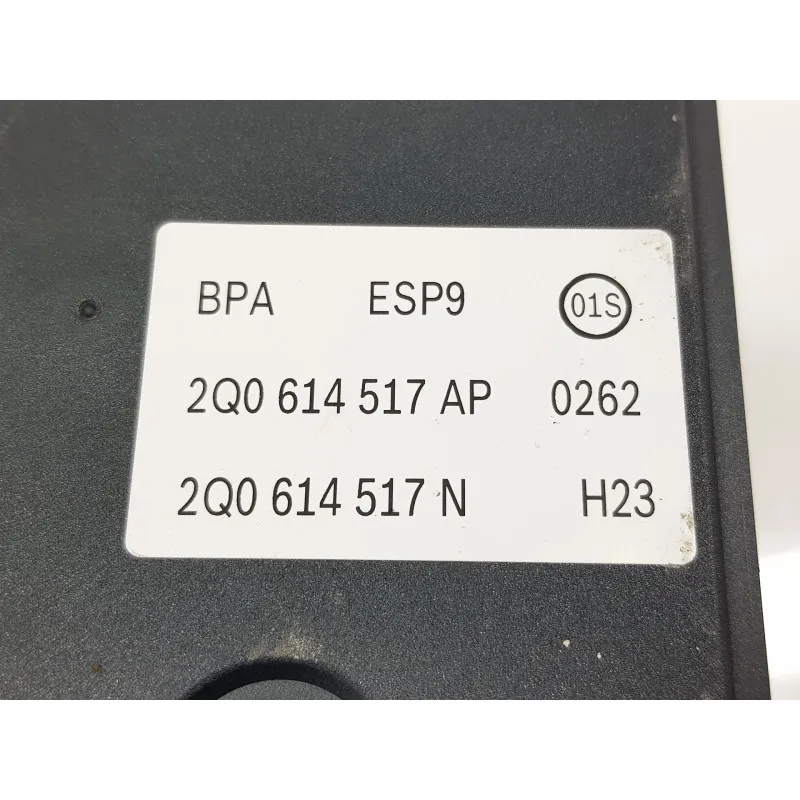 BPA ESP9 01S
2Q0 614 517 AP 0262
2Q0 614 517 N H23